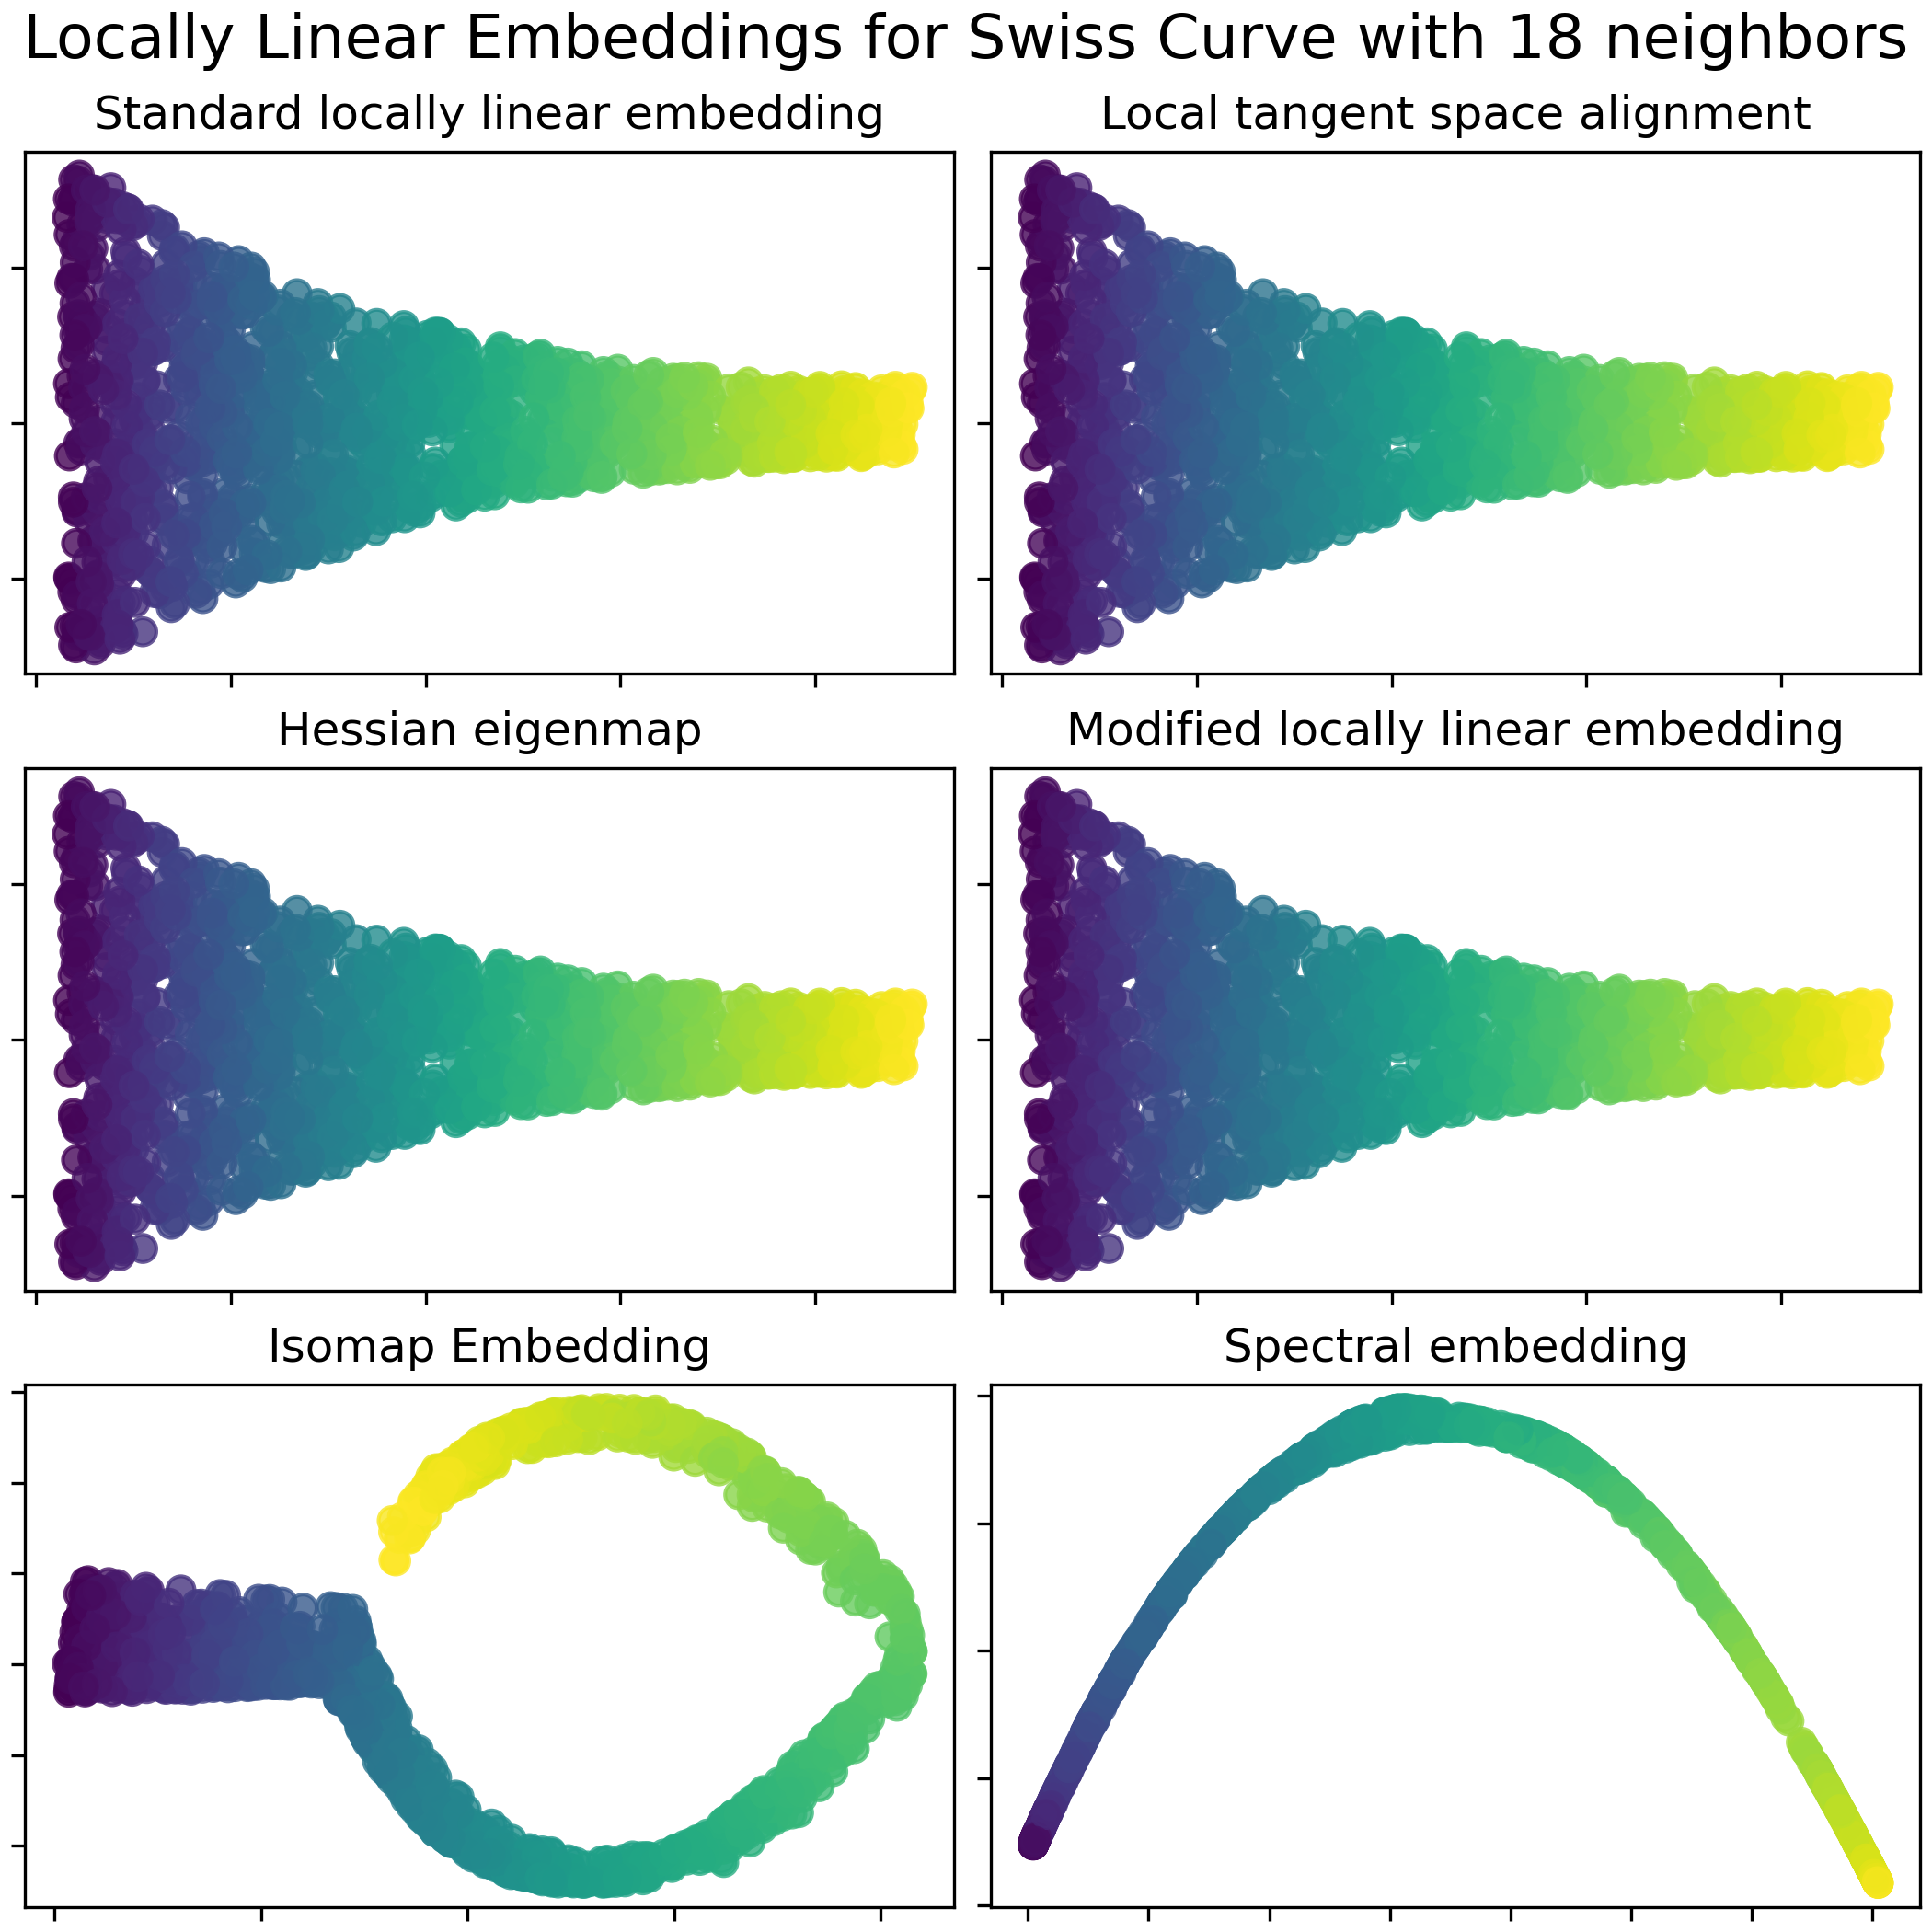 Locally Linear Embeddings for Swiss Curve with 18 neighbors
Standard locally linear embedding
Local tangent space alignment
Hessian eigenmap
Modified locally linear embedding
Isomap Embedding
Spectral embedding